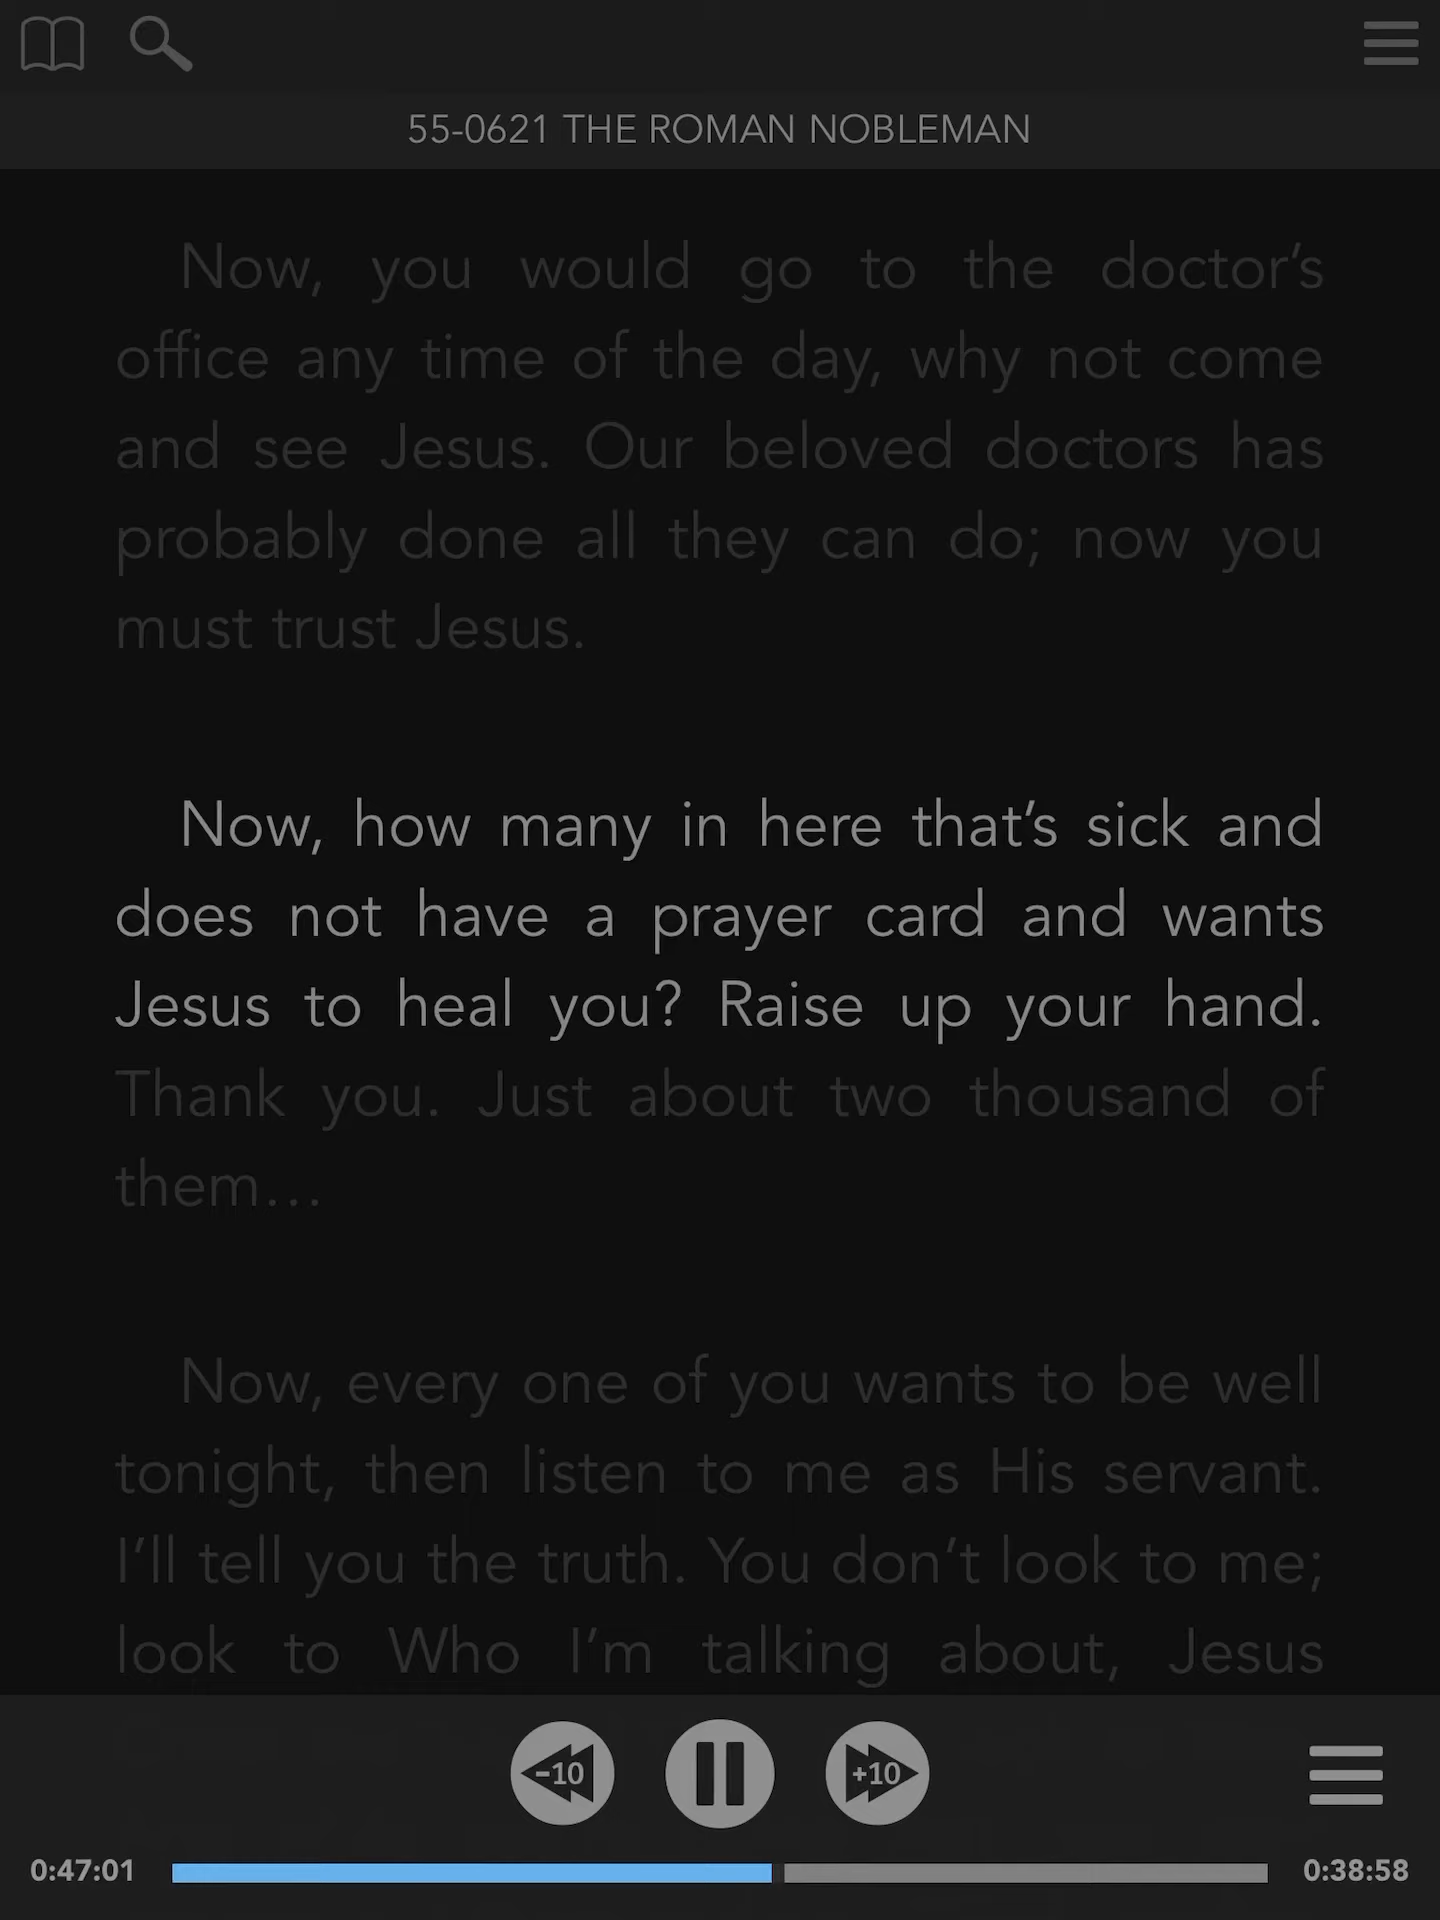 55-0621 THE ROMAN NOBLEMAN
Now, you would go to the doctor’s
office any time of the day, why not come
and see Jesus. Our beloved doctors has
probably done all they can do; now you
must trust Jesus.
Now, how many in here that’s sick and
does not have a prayer card and wants
Jesus to heal you? Raise up your hand.
Thank you. Just about two thousand of
them…
Now, every one of you wants to be well
tonight, then listen to me as His servant.
I’ll tell you the truth. You don’t look to me;
look to Who I’m talking about, Jesus
-10 +10
0:47:01 0:38:58